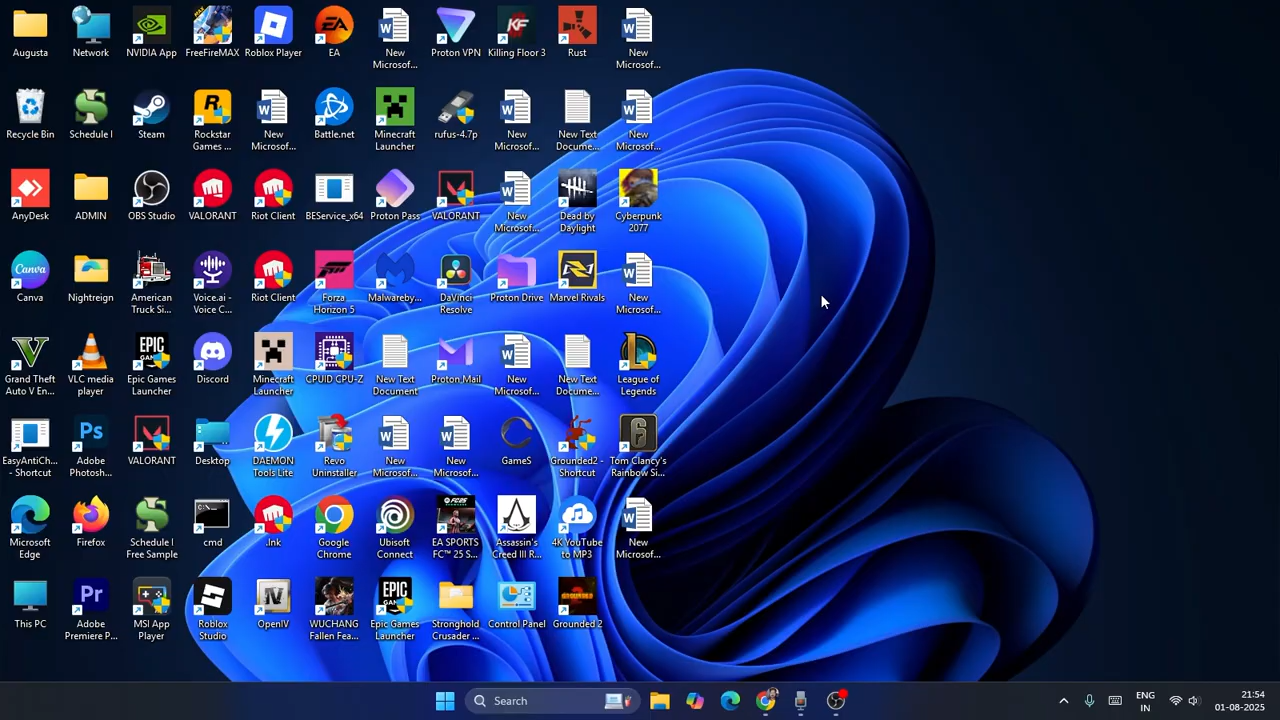 Augusta
Network
NVIDIA App
FreeFireMAX
Roblox Player
EA
New
Microsof...
Proton VPN
Killing Floor 3
Rust
New
Microsof...
Recycle Bin
Schedule I
Steam
Rockstar
Games ...
New
Microsof...
Battle.net
Minecraft
Launcher
rufus-4.7p
New
Microsof...
New Text
Docume...
New
Microsof...
AnyDesk
ADMIN
OBS Studio
VALORANT
Riot Client
BEService_x64
Proton Pass
VALORANT
New
Microsof...
Dead by
Daylight
Cyberpunk
2077
Canva
Nightreign
American
Truck Si...
Voice.ai -
Voice C...
Riot Client
Forza
Horizon 5
Malwareby...
DaVinci
Resolve
Proton Drive
Marvel Rivals
New
Microsof...
Grand Theft
Auto V En...
VLC media
player
Epic Games
Launcher
Discord
Minecraft
Launcher
CPUID CPU-Z
New Text
Document
Proton Mail
New
Microsof...
New Text
Docume...
League of
Legends
EasyAntiCh...
- Shortcut
Adobe
Photosh...
VALORANT
Desktop
DAEMON
Tools Lite
Revo
Uninstaller
New
Microsof...
New
Microsof...
GameS
Grounded2 -
Shortcut
Tom Clancy's
Rainbow Si...
Microsoft
Edge
Firefox
Schedule I
Free Sample
cmd
.lnk
Google
Chrome
Ubisoft
Connect
EA SPORTS
FC™ 25 S...
Assassin's
Creed III R...
4K YouTube
to MP3
New
Microsof...
This PC
Adobe
Premiere P...
MSI App
Player
Roblox
Studio
OpenIV
WUCHANG
Fallen Fea...
Epic Games
Launcher
Stronghold
Crusader ...
Control Panel
Grounded 2
Search
ENG
IN
21:54
01-08-2025